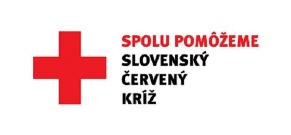 SPOLU POMÔŽEME
SLOVENSKÝ
ČERVENÝ
KRÍŽ